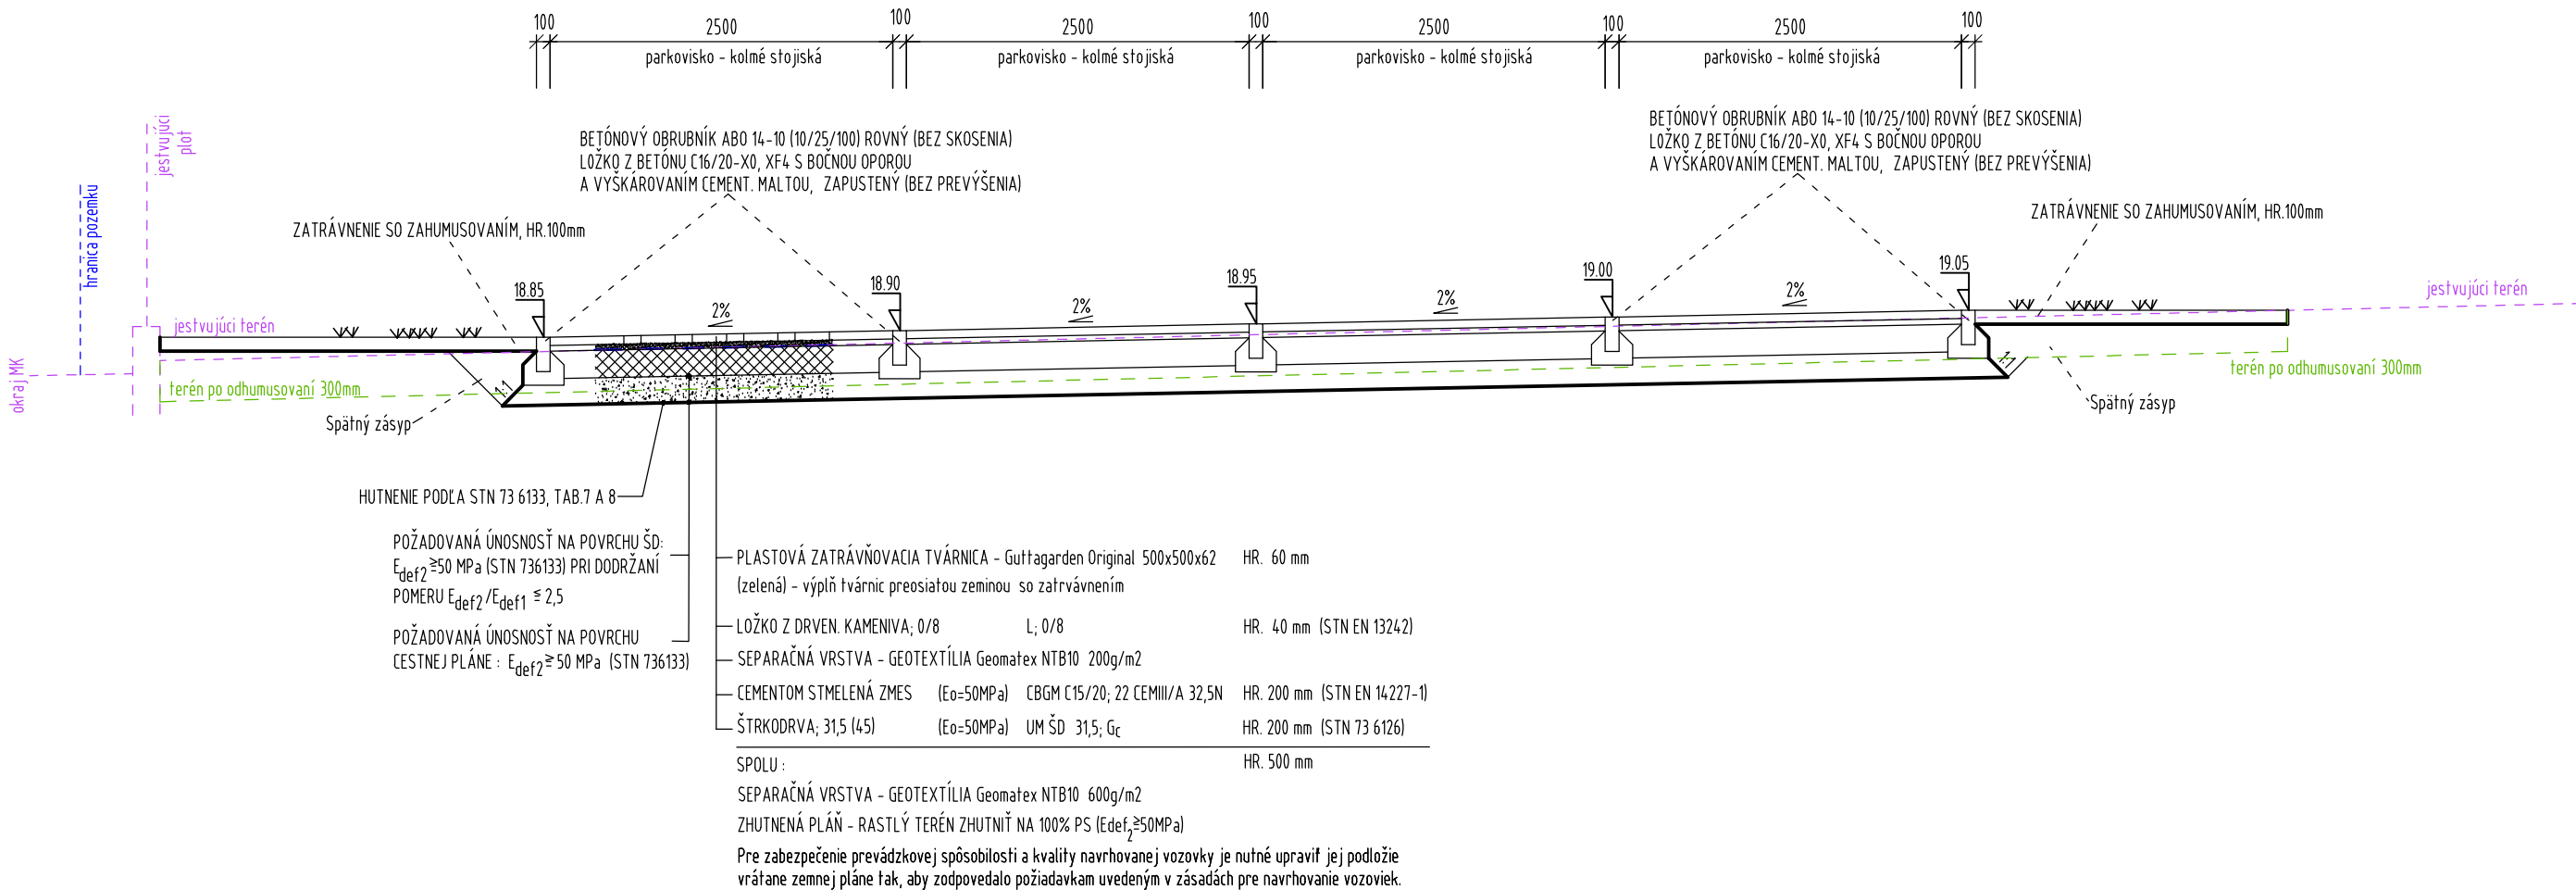 100 2500 100 2500 100 2500 100 2500 100
parkovisko - kolmé stojiská parkovisko - kolmé stojiská parkovisko - kolmé stojiská parkovisko - kolmé stojiská
jestvujúci
plot
hranica pozemku
okraj MK
BETÓNOVÝ OBRUBNÍK ABO 14-10 (10/25/100) ROVNÝ (BEZ SKOSENIA)
LOŽKO Z BETÓNU C16/20-X0, XF4 S BOČNOU OPOROU
A VYŠKÁROVANÍM CEMENT. MALTOU, ZAPUSTENÝ (BEZ PREVÝŠENIA)
BETÓNOVÝ OBRUBNÍK ABO 14-10 (10/25/100) ROVNÝ (BEZ SKOSENIA)
LOŽKO Z BETÓNU C16/20-X0, XF4 S BOČNOU OPOROU
A VYŠKÁROVANÍM CEMENT. MALTOU, ZAPUSTENÝ (BEZ PREVÝŠENIA)
ZATRÁVNENIE SO ZAHUMUSOVANÍM, HR.100mm
ZATRÁVNENIE SO ZAHUMUSOVANÍM, HR.100mm
18.85 18.90 18.95 19.00 19.05
2% 2% 2% 2%
jestvujúci terén
jestvujúci terén
terén po odhumusovaní 300mm
terén po odhumusovaní 300mm
1:1
1:1
Spätný zásyp
Spätný zásyp
HUTNENIE PODĽA STN 73 6133, TAB.7 A 8
POŽADOVANÁ ÚNOSNOSŤ NA POVRCHU ŠD:
Edef2 ≥50 MPa (STN 736133) PRI DODRŽANÍ
POMERU Edef2/Edef1 ≤ 2,5
POŽADOVANÁ ÚNOSNOSŤ NA POVRCHU
CESTNEJ PLÁNE : Edef2 ≥ 50 MPa (STN 736133)
PLASTOVÁ ZATRÁVŇOVACIA TVÁRNICA - Guttagarden Original 500x500x62 HR. 60 mm
(zelená) - výplň tvárnic preosiatou zeminou so zatrvávnením
LOŽKO Z DRVEN. KAMENIVA; 0/8 L; 0/8 HR. 40 mm (STN EN 13242)
SEPARAČNÁ VRSTVA - GEOTEXTÍLIA Geomatex NTB10 200g/m2
CEMENTOM STMELENÁ ZMES (Eo=50MPa) CBGM C15/20; 22 CEMIII/A 32,5N HR. 200 mm (STN EN 14227-1)
ŠTRKODRVA; 31,5 (45) (Eo=50MPa) UM ŠD 31,5; Gc HR. 200 mm (STN 73 6126)
SPOLU : HR. 500 mm
SEPARAČNÁ VRSTVA - GEOTEXTÍLIA Geomatex NTB10 600g/m2
ZHUTNENÁ PLÁŇ - RASTLÝ TERÉN ZHUTNIŤ NA 100% PS (Edef2≥50MPa)
Pre zabezpečenie prevádzkovej spôsobilosti a kvality navrhovanej vozovky je nutné upraviť jej podložie
vrátane zemnej pláne tak, aby zodpovedalo požiadavkam uvedeným v zásadách pre navrhovanie vozoviek.